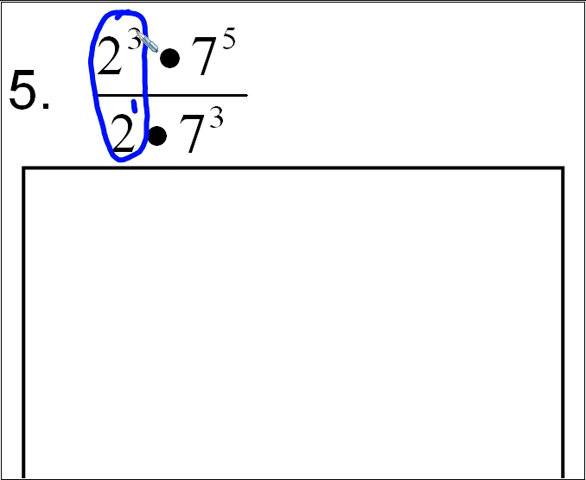 5. 2³ • 7⁵
2¹ • 7³